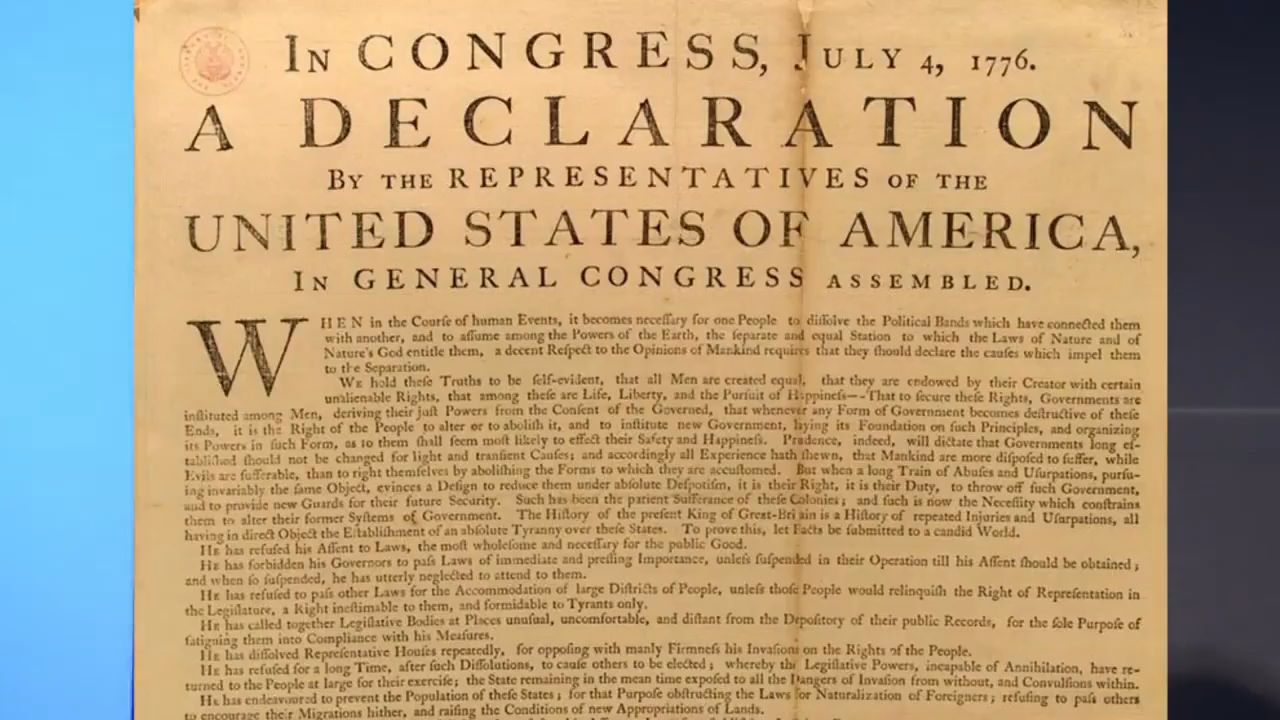 IN CONGRESS, JULY 4, 1776.
A DECLARATION
BY THE REPRESENTATIVES OF THE
UNITED STATES OF AMERICA,
IN GENERAL CONGRESS ASSEMBLED.
WHEN in the Courſe of human Events, it becomes neceſſary for one People to diſſolve the Political Bands which have connected them
with another, and to aſſume among the Powers of the Earth, the ſeparate and equal Station to which the Laws of Nature and of
Nature's God entitle them, a decent Reſpect to the Opinions of Mankind requires that they ſhould declare the cauſes which impel them
to the Separation.
WE hold theſe Truths to be ſelf-evident, that all Men are created equal, that they are endowed by their Creator with certain
unalienable Rights, that among theſe are Life, Liberty, and the Purſuit of Happineſs--That to ſecure theſe Rights, Governments are
inſtituted among Men, deriving their juſt Powers from the Conſent of the Governed, that whenever any Form of Government becomes deſtructive of theſe
Ends, it is the Right of the People to alter or to aboliſh it, and to inſtitute new Government, laying its Foundation on ſuch Principles, and organizing
its Powers in ſuch Form, as to them ſhall ſeem moſt likely to effect their Safety and Happineſs. Prudence, indeed, will dictate that Governments long eſ-
tabliſhed ſhould not be changed for light and tranſient Cauſes; and accordingly all Experience hath ſhewn, that Mankind are more diſpoſed to ſuffer, while
Evils are ſufferable, than to right themſelves by aboliſhing the Forms to which they are accuſtomed. But when a long Train of Abuſes and Uſurpations, purſu-
ing invariably the ſame Object, evinces a Deſign to reduce them under abſolute Deſpotiſm, it is their Right, it is their Duty, to throw off ſuch Government,
and to provide new Guards for their future Security. Such has been the patient Sufferance of theſe Colonies; and ſuch is now the Neceſſity which conſtrains
them to alter their former Syſtems of Government. The Hiſtory of the preſent King of Great-Britain is a Hiſtory of repeated Injuries and Uſurpations, all
having in direct Object the Eſtabliſhment of an abſolute Tyranny over theſe States. To prove this, let Facts be ſubmitted to a candid World.
HE has refuſed his Aſſent to Laws, the moſt wholeſome and neceſſary for the public Good.
HE has forbidden his Governors to paſs Laws of immediate and preſſing Importance, unleſs ſuſpended in their Operation till his Aſſent ſhould be obtained;
and when ſo ſuſpended, he has utterly neglected to attend to them.
HE has refuſed to paſs other Laws for the Accommodation of large Diſtricts of People, unleſs thoſe People would relinquiſh the Right of Repreſentation in
the Legiſlature, a Right ineſtimable to them, and formidable to Tyrants only.
HE has called together Legiſlative Bodies at Places unuſual, uncomfortable, and diſtant from the Depoſitory of their public Records, for the ſole Purpoſe of
fatiguing them into Compliance with his Meaſures.
HE has diſſolved Repreſentative Houſes repeatedly, for oppoſing with manly Firmneſs his Invaſions on the Rights of the People.
HE has refuſed for a long Time, after ſuch Diſſolutions, to cauſe others to be elected; whereby the Legiſlative Powers, incapable of Annihilation, have re-
turned to the People at large for their exerciſe; the State remaining in the mean time expoſed to all the Dangers of Invaſion from without, and Convulſions within.
HE has endeavoured to prevent the Population of theſe States; for that Purpoſe obſtructing the Laws for Naturalization of Foreigners; refuſing to paſs others
to encourage their Migrations hither, and raiſing the Conditions of new Appropriations of Lands.